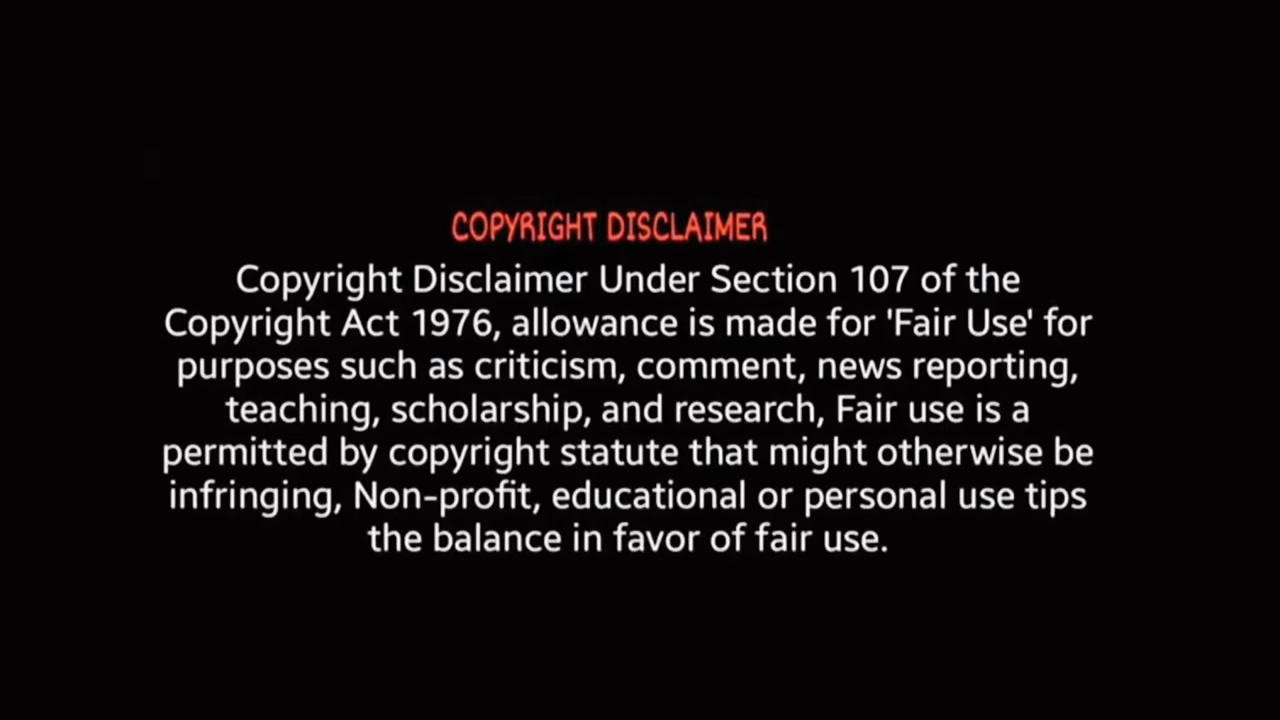 COPYRIGHT DISCLAIMER
Copyright Disclaimer Under Section 107 of the
Copyright Act 1976, allowance is made for 'Fair Use' for
purposes such as criticism, comment, news reporting,
teaching, scholarship, and research, Fair use is a
permitted by copyright statute that might otherwise be
infringing, Non-profit, educational or personal use tips
the balance in favor of fair use.